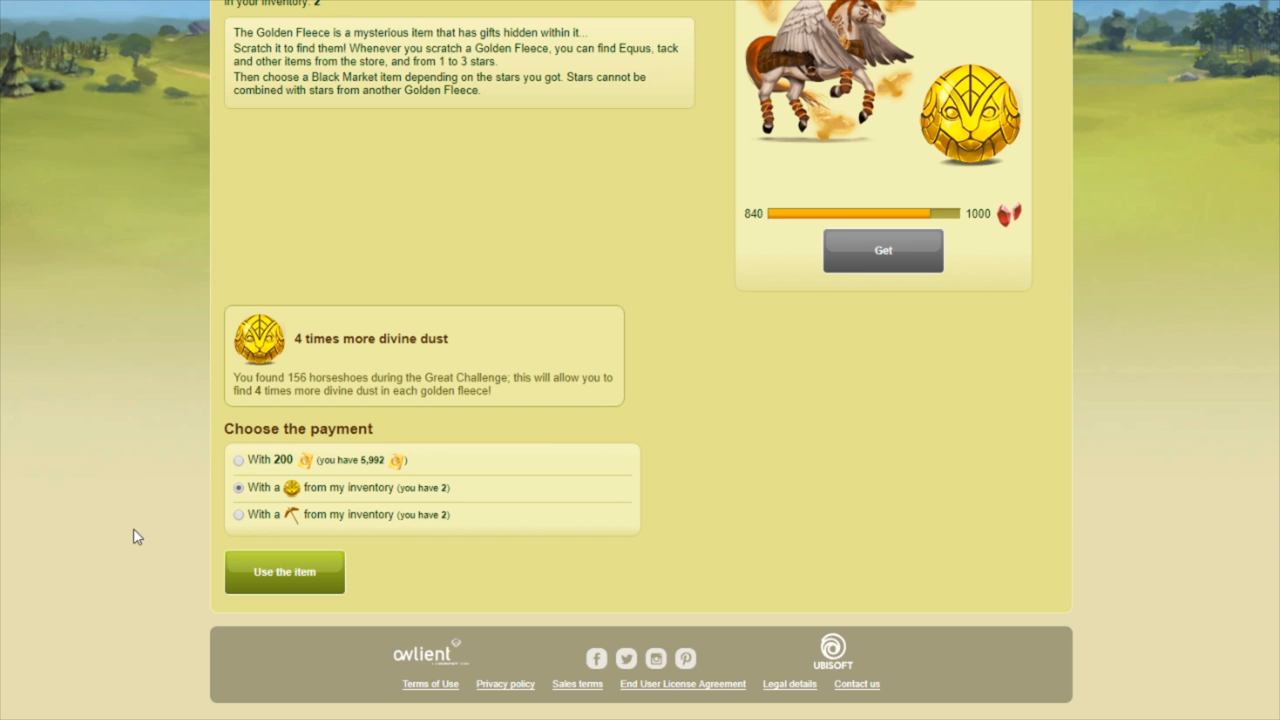 In your inventory: 2
The Golden Fleece is a mysterious item that has gifts hidden within it...
Scratch it to find them! Whenever you scratch a Golden Fleece, you can find Equus, tack
and other items from the store, and from 1 to 3 stars.
Then choose a Black Market item depending on the stars you got. Stars cannot be
combined with stars from another Golden Fleece.
840 1000
Get
4 times more divine dust
You found 156 horseshoes during the Great Challenge; this will allow you to
find 4 times more divine dust in each golden fleece!
Choose the payment
With 200 (you have 5,992 )
With a from my inventory (you have 2)
With a from my inventory (you have 2)
Use the item
owlient
UBISOFT
Terms of Use Privacy policy Sales terms End User License Agreement Legal details Contact us